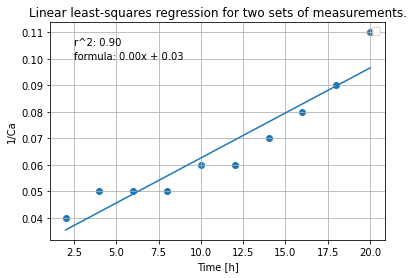 Linear least-squares regression for two sets of measurements.
r^2: 0.90
formula: 0.00x + 0.03
0.11
0.10
0.09
0.08
0.07
0.06
0.05
0.04
1/Ca
2.5 5.0 7.5 10.0 12.5 15.0 17.5 20.0
Time [h]